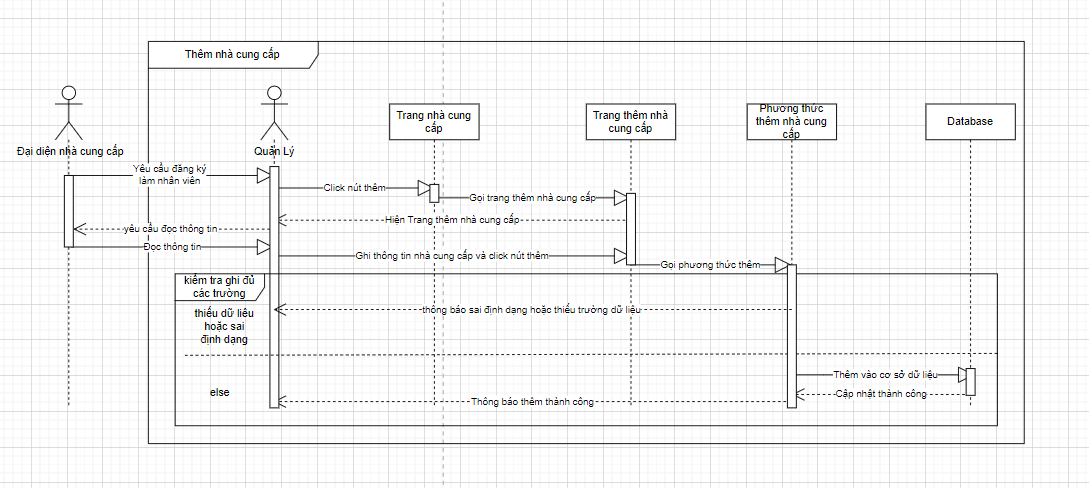 Thêm nhà cung cấp
Đại diện nhà cung cấp
Quản Lý
Trang nhà cung
cấp
Trang thêm nhà
cung cấp
Phương thức
thêm nhà cung
cấp
Database
Yêu cầu đăng ký
làm nhân viên
Click nút thêm
Gọi trang thêm nhà cung cấp
Hiện Trang thêm nhà cung cấp
yêu cầu đọc thông tin
Đọc thông tin
Ghi thông tin nhà cung cấp và click nút thêm
Gọi phương thức thêm
kiểm tra ghi đủ
các trường
thiếu dữ liệu
hoặc sai
định dạng
thông báo sai định dạng hoặc thiếu trường dữ liệu
Thêm vào cơ sở dữ liệu
else
Cập nhật thành công
Thông báo thêm thành công